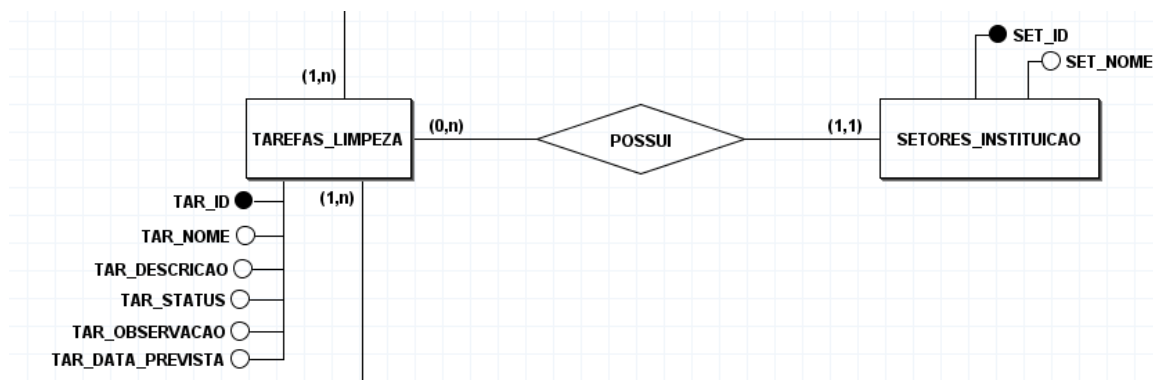 SET_ID
SET_NOME
(1,n)
TAREFAS_LIMPEZA
(0,n)
POSSUI
(1,1)
SETORES_INSTITUICAO
(1,n)
TAR_ID
TAR_NOME
TAR_DESCRICAO
TAR_STATUS
TAR_OBSERVACAO
TAR_DATA_PREVISTA